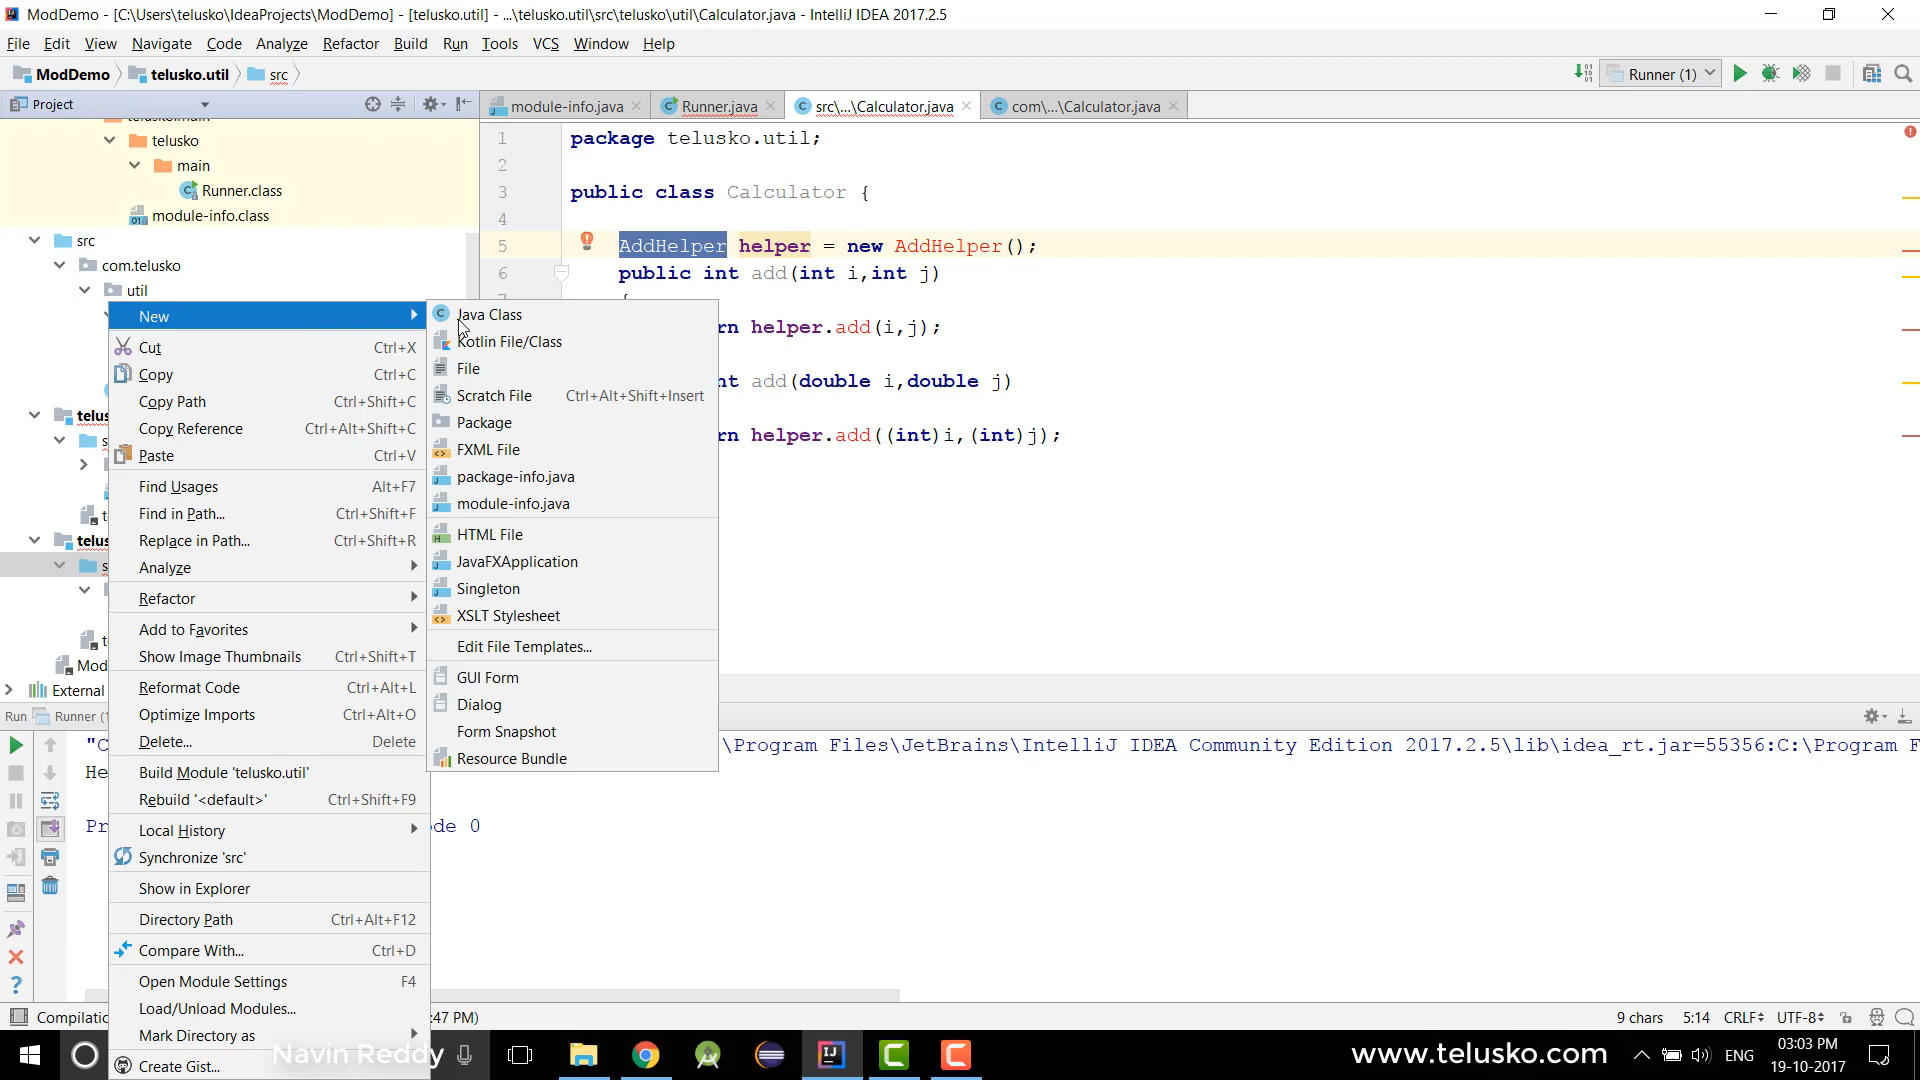 ModDemo - [C:\Users\telusko\IdeaProjects\ModDemo] - [telusko.util] - ...\telusko.util\src\telusko\util\Calculator.java - IntelliJ IDEA 2017.2.5
File Edit View Navigate Code Analyze Refactor Build Run Tools VCS Window Help
ModDemo telusko.util src Runner (1)
Project module-info.java Runner.java src\...\Calculator.java com\...\Calculator.java
telusko
main
Runner.class
module-info.class
src
com.telusko
util
1 package telusko.util;
2
3 public class Calculator {
4
5 AddHelper helper = new AddHelper();
6 public int add(int i,int j)
rn helper.add(i,j);
nt add(double i,double j)
rn helper.add((int)i,(int)j);
telus
telus
Mod
External
New
Cut Ctrl+X
Copy Ctrl+C
Copy Path Ctrl+Shift+C
Copy Reference Ctrl+Alt+Shift+C
Paste Ctrl+V
Find Usages Alt+F7
Find in Path... Ctrl+Shift+F
Replace in Path... Ctrl+Shift+R
Analyze
Refactor
Add to Favorites
Show Image Thumbnails Ctrl+Shift+T
Reformat Code Ctrl+Alt+L
Optimize Imports Ctrl+Alt+O
Delete... Delete
Build Module 'telusko.util'
Rebuild '<default>' Ctrl+Shift+F9
Local History
Synchronize 'src'
Show in Explorer
Directory Path Ctrl+Alt+F12
Compare With... Ctrl+D
Open Module Settings F4
Load/Unload Modules...
Mark Directory as
Create Gist...
Java Class
Kotlin File/Class
File
Scratch File Ctrl+Alt+Shift+Insert
Package
FXML File
package-info.java
module-info.java
HTML File
JavaFXApplication
Singleton
XSLT Stylesheet
Edit File Templates...
GUI Form
Dialog
Form Snapshot
Resource Bundle
Run Runner (1
"C \Program Files\JetBrains\IntelliJ IDEA Community Edition 2017.2.5\lib\idea_rt.jar=55356:C:\Program F
He
Pr ode 0
Compilatic :47 PM) 9 chars 5:14 CRLF UTF-8
Navin Reddy
www.telusko.com
ENG
03:03 PM
19-10-2017